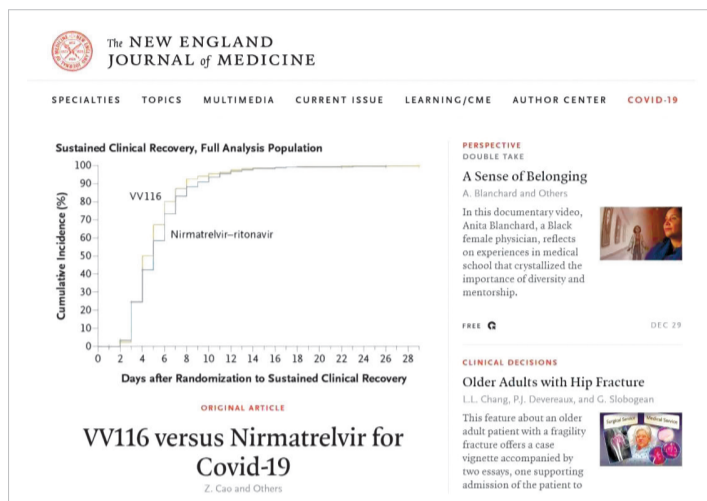 The NEW ENGLAND
JOURNAL of MEDICINE
SPECIALTIES TOPICS MULTIMEDIA CURRENT ISSUE LEARNING/CME AUTHOR CENTER COVID-19
Sustained Clinical Recovery, Full Analysis Population
Cumulative Incidence (%)
100
90
80
70
60
50
40
30
20
10
0
VV116
Nirmatrelvir–ritonavir
0 2 4 6 8 10 12 14 16 18 20 22 24 26 28
Days after Randomization to Sustained Clinical Recovery
ORIGINAL ARTICLE
VV116 versus Nirmatrelvir for
Covid-19
Z. Cao and Others
PERSPECTIVE
DOUBLE TAKE
A Sense of Belonging
A. Blanchard and Others
In this documentary video,
Anita Blanchard, a Black
female physician, reflects
on experiences in medical
school that crystallized the
importance of diversity and
mentorship.
FREE DEC 29
CLINICAL DECISIONS
Older Adults with Hip Fracture
L.L. Chang, P.J. Devereaux, and G. Slobogean
This feature about an older
adult patient with a fragility
fracture offers a case
vignette accompanied by
two essays, one supporting
admission of the patient to
Surgical Service Medical Service